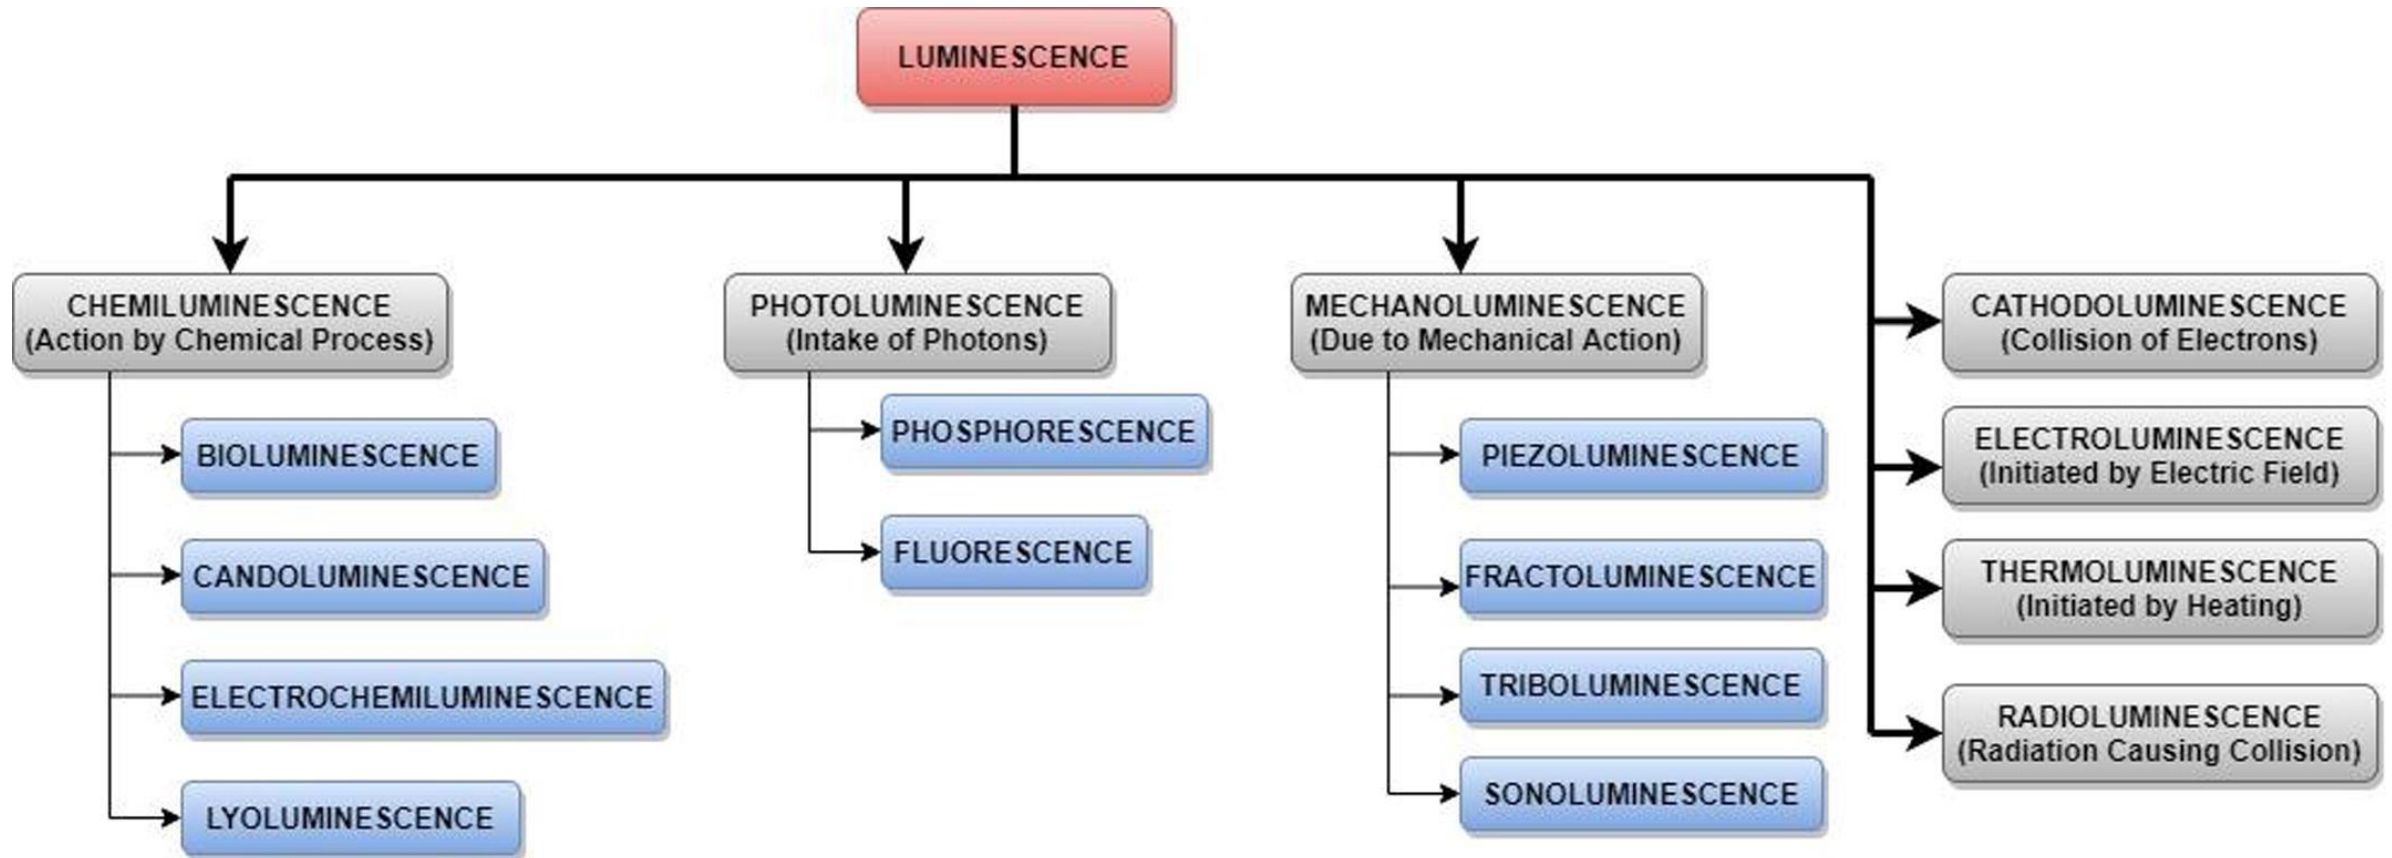 LUMINESCENCE
CHEMILUMINESCENCE
(Action by Chemical Process)
BIOLUMINESCENCE
CANDOLUMINESCENCE
ELECTROCHEMILUMINESCENCE
LYOLUMINESCENCE
PHOTOLUMINESCENCE
(Intake of Photons)
PHOSPHORESCENCE
FLUORESCENCE
MECHANOLUMINESCENCE
(Due to Mechanical Action)
PIEZOLUMINESCENCE
FRACTOLUMINESCENCE
TRIBOLUMINESCENCE
SONOLUMINESCENCE
CATHODOLUMINESCENCE
(Collision of Electrons)
ELECTROLUMINESCENCE
(Initiated by Electric Field)
THERMOLUMINESCENCE
(Initiated by Heating)
RADIOLUMINESCENCE
(Radiation Causing Collision)